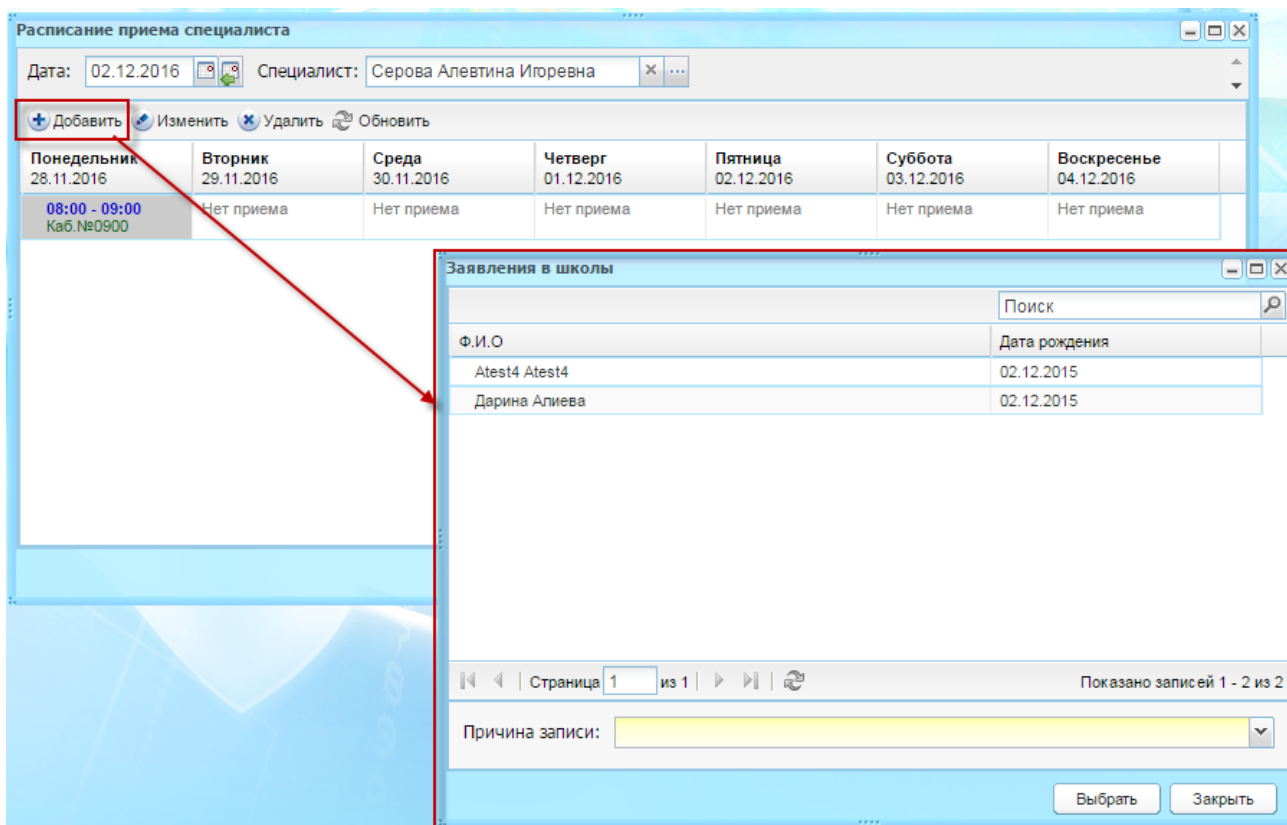 Расписание приема специалиста
Дата: 02.12.2016 Специалист: Серова Алевтина Игоревна
Добавить Изменить Удалить Обновить
Понедельник Вторник Среда Четверг Пятница Суббота Воскресенье
28.11.2016 29.11.2016 30.11.2016 01.12.2016 02.12.2016 03.12.2016 04.12.2016
08:00 - 09:00 Нет приема Нет приема Нет приема Нет приема Нет приема Нет приема
Каб.№0900
Заявления в школы
Поиск
Ф.И.О Дата рождения
Atest4 Atest4 02.12.2015
Дарина Алиева 02.12.2015
Страница 1 из 1 Показано записей 1 - 2 из 2
Причина записи:
Выбрать Закрыть